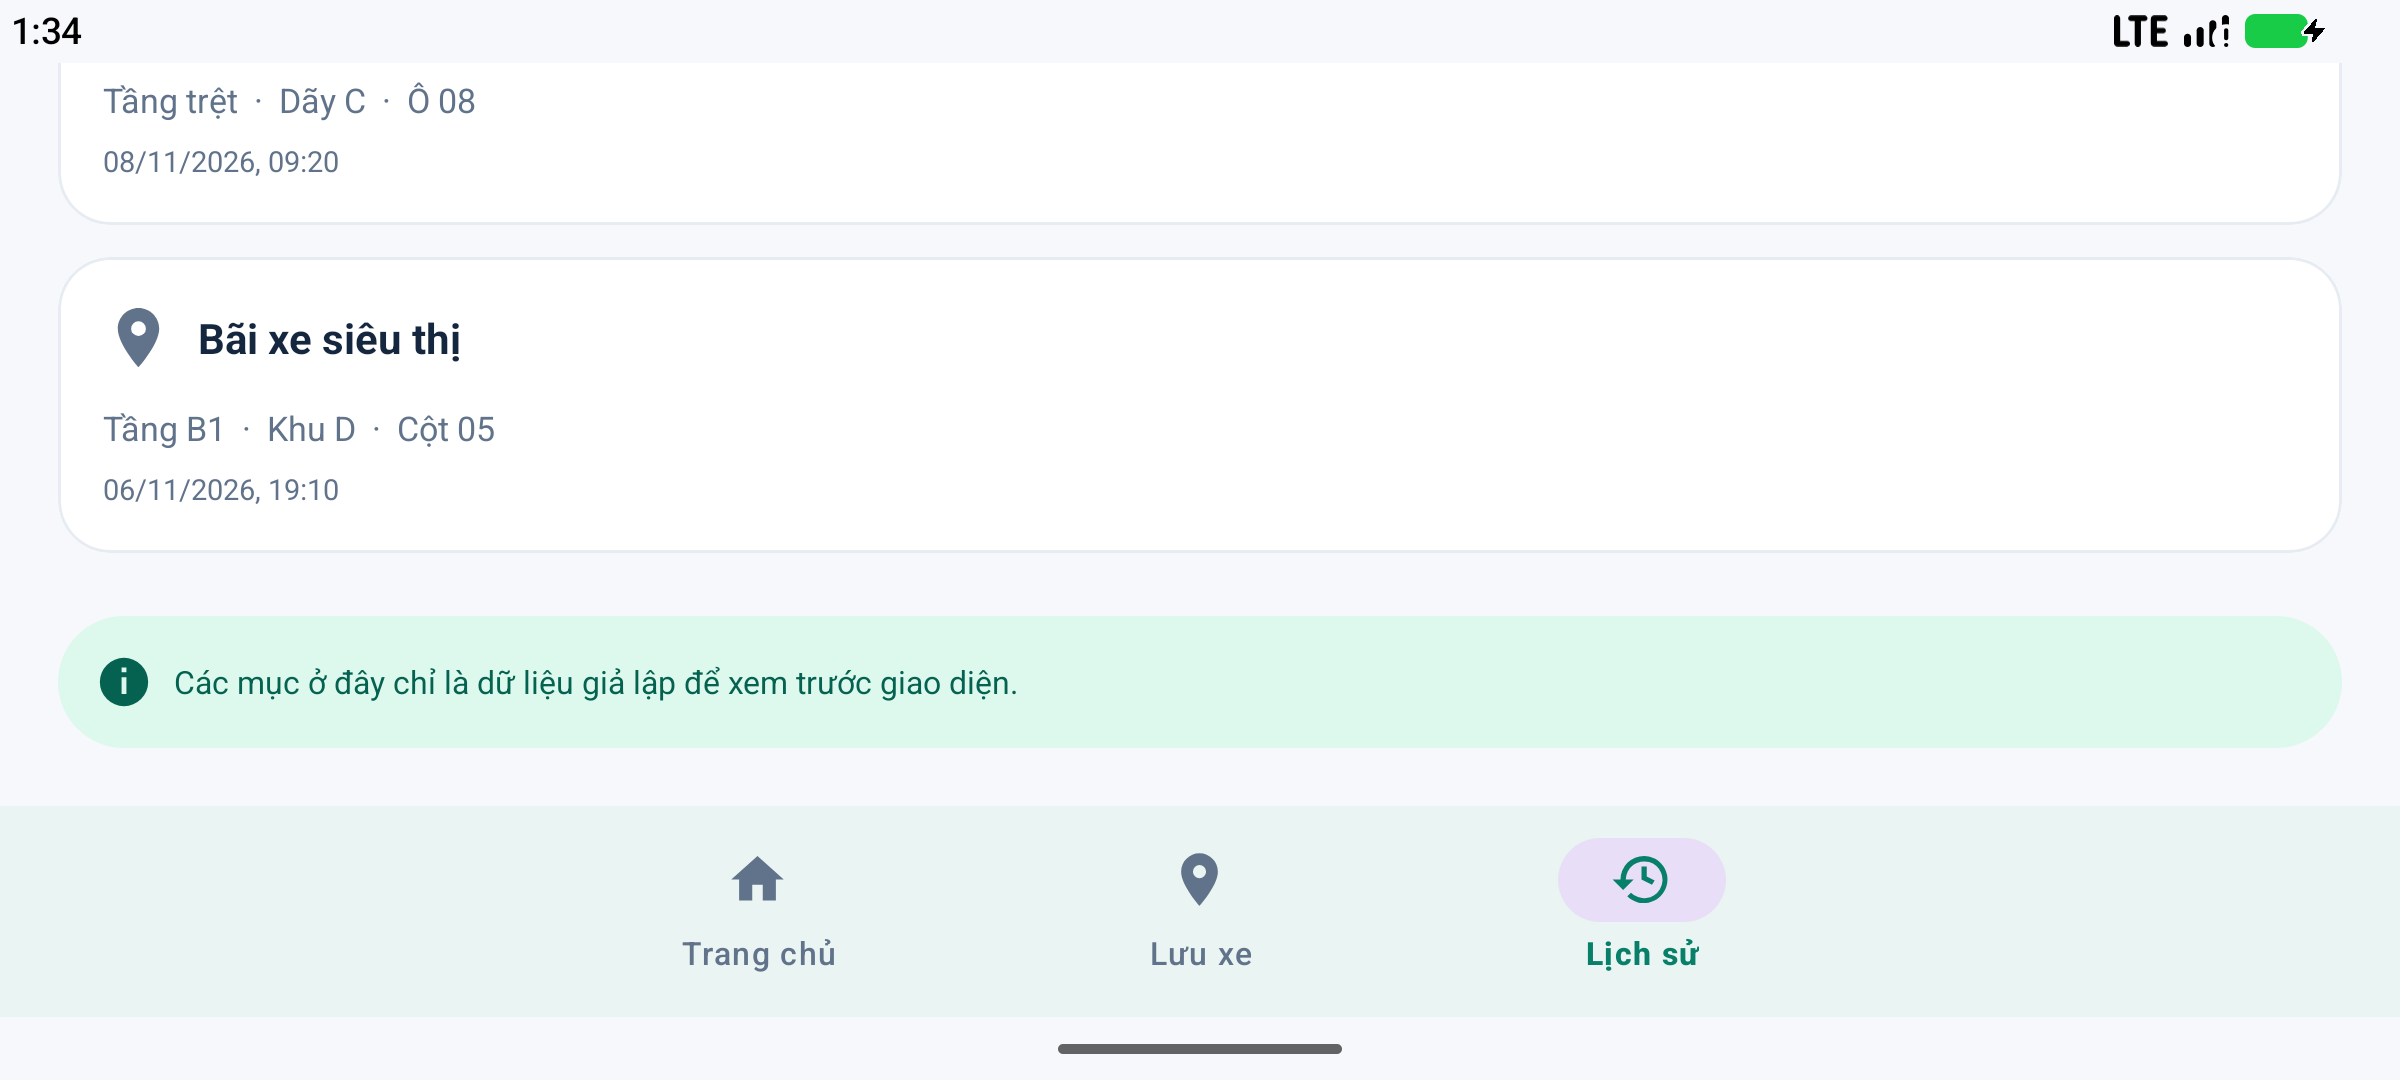 1:34
LTE
Tầng trệt · Dãy C · Ô 08
08/11/2026, 09:20
Bãi xe siêu thị
Tầng B1 · Khu D · Cột 05
06/11/2026, 19:10
Các mục ở đây chỉ là dữ liệu giả lập để xem trước giao diện.
Trang chủ
Lưu xe
Lịch sử